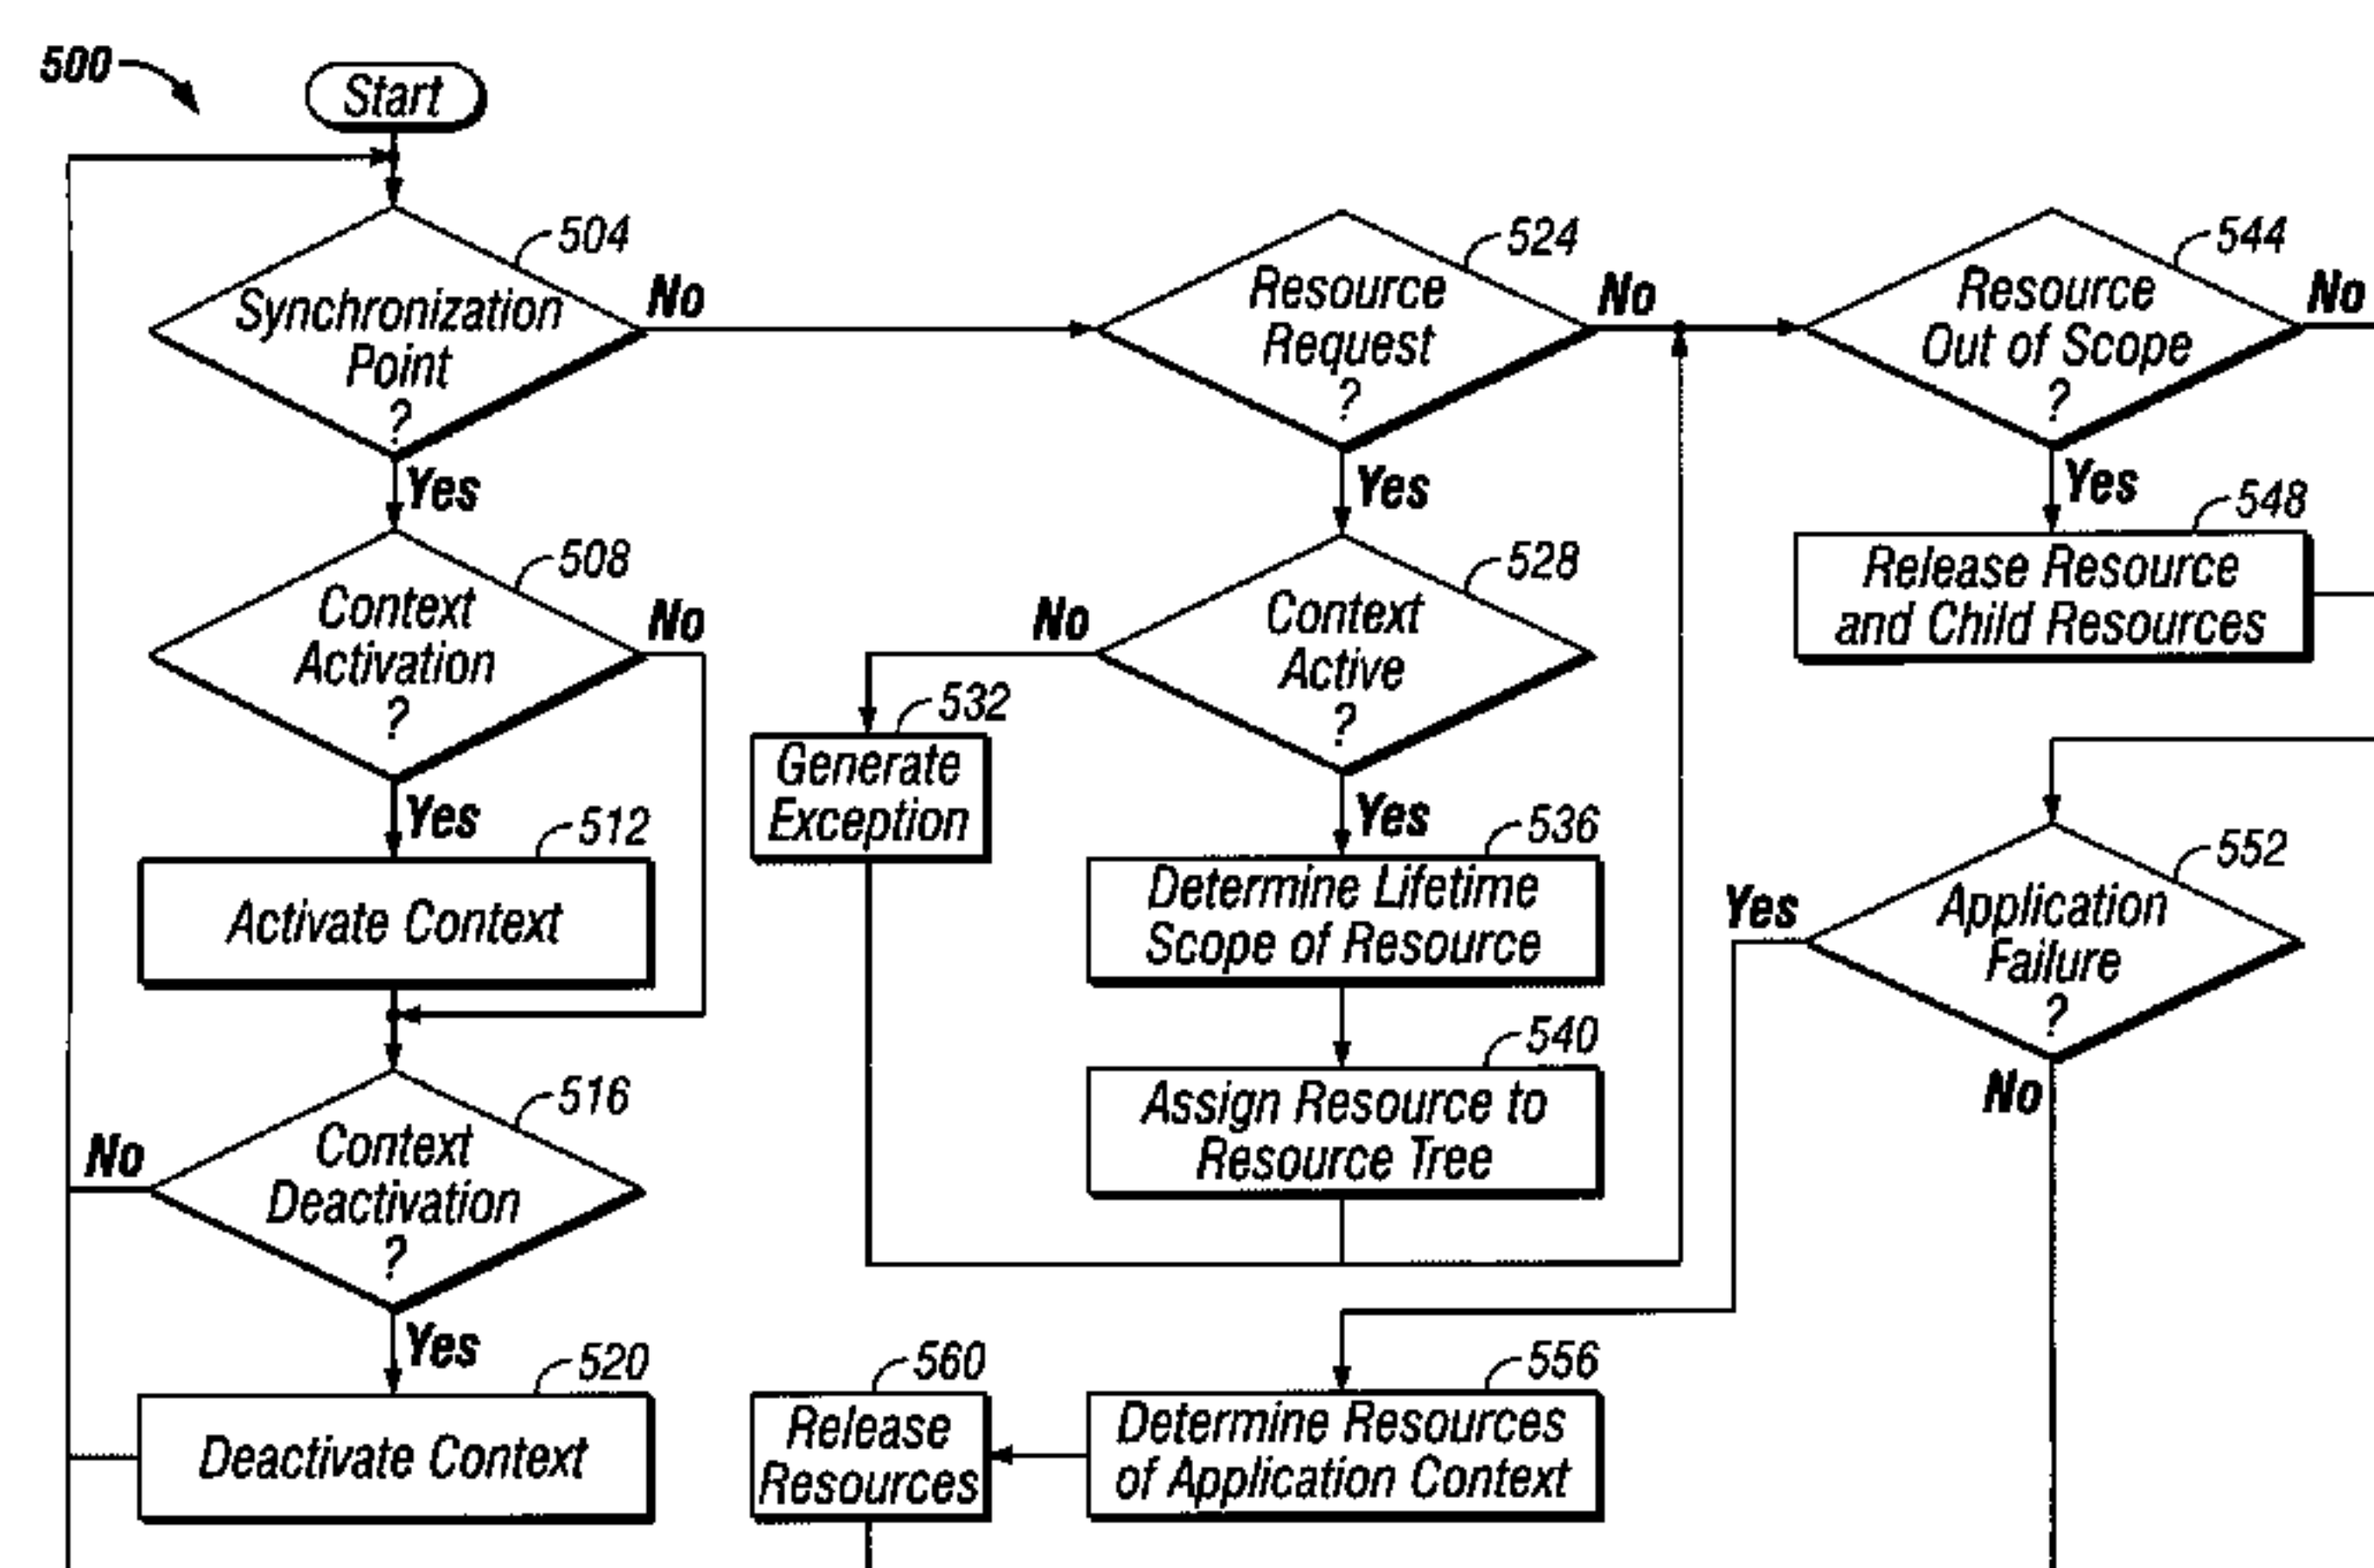 500
Start
504
Synchronization
Point
?
No
Yes
508
Context
Activation
?
No
Yes
512
Activate Context
516
Context
Deactivation
?
No
Yes
520
Deactivate Context
524
Resource
Request
?
No
Yes
528
Context
Active
?
No
Yes
532
Generate
Exception
536
Determine Lifetime
Scope of Resource
540
Assign Resource to
Resource Tree
544
Resource
Out of Scope
?
No
Yes
548
Release Resource
and Child Resources
552
Application
Failure
?
Yes
No
556
Determine Resources
of Application Context
560
Release
Resources